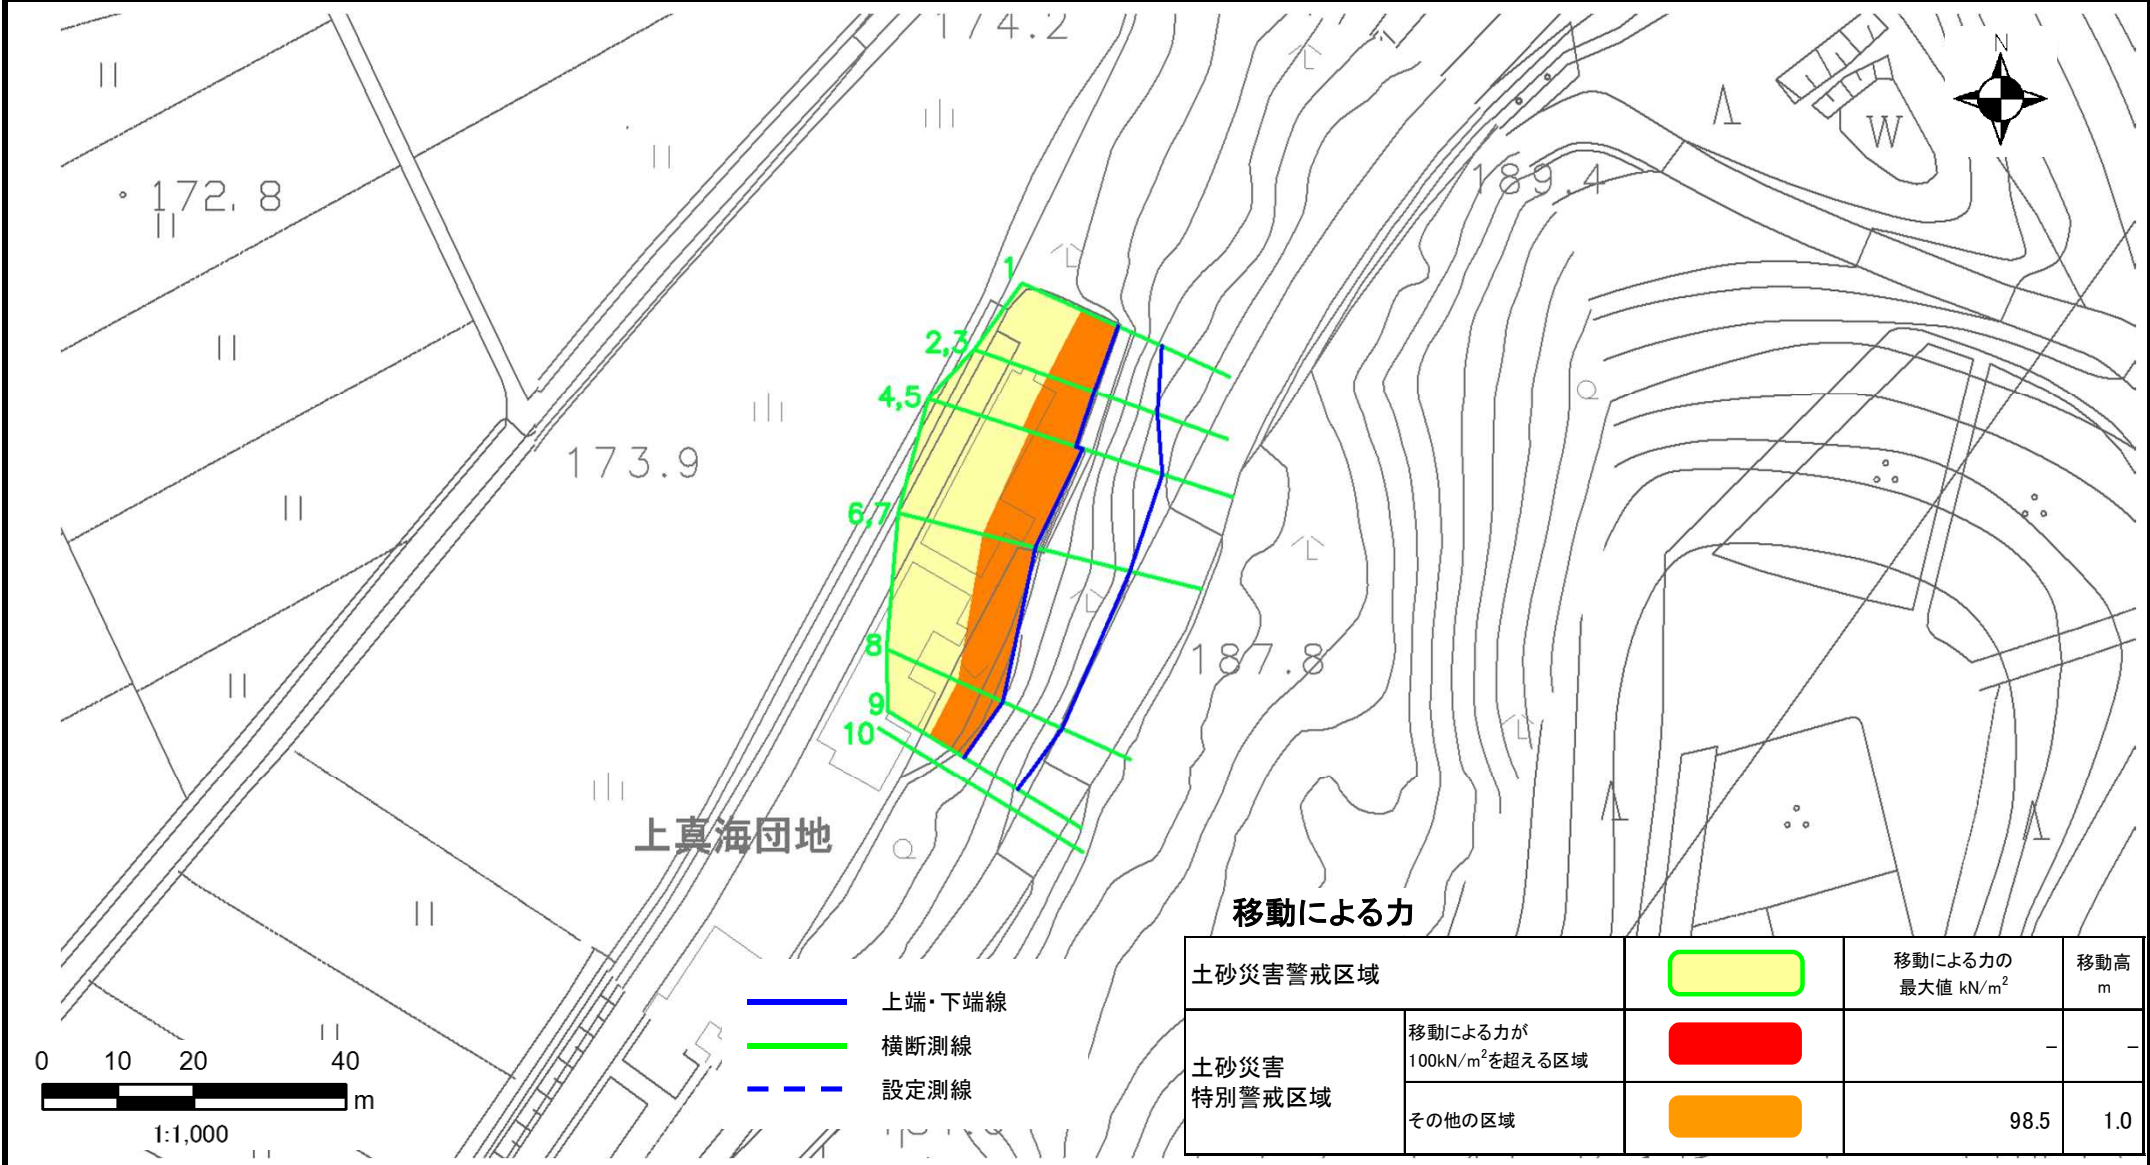 174.2
N
W
172.8
189.4
1
2,3
4,5
173.9
6,7
8
187.8
9
10
上真海団地
移動による力
土砂災害警戒区域
移動による力の
最大値 kN/m²
移動高
m
上端・下端線
横断測線
設定測線
土砂災害
特別警戒区域
移動による力が
100kN/m²を超える区域
–
–
その他の区域
98.5
1.0
0 10 20 40
m
1:1,000